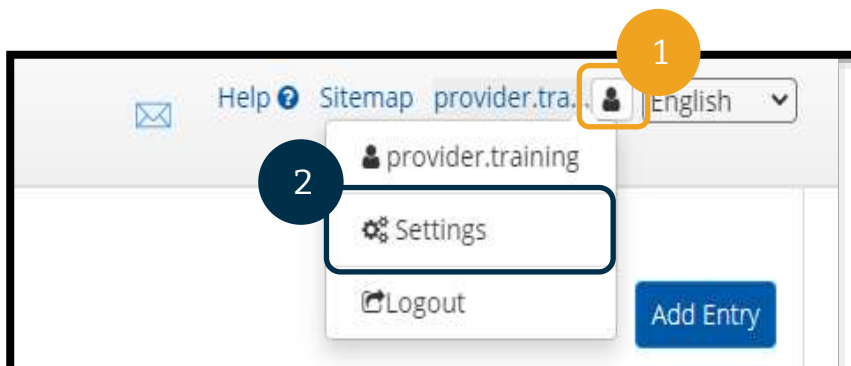 1
Help Sitemap provider.tra... English
provider.training
2
Settings
Logout
Add Entry